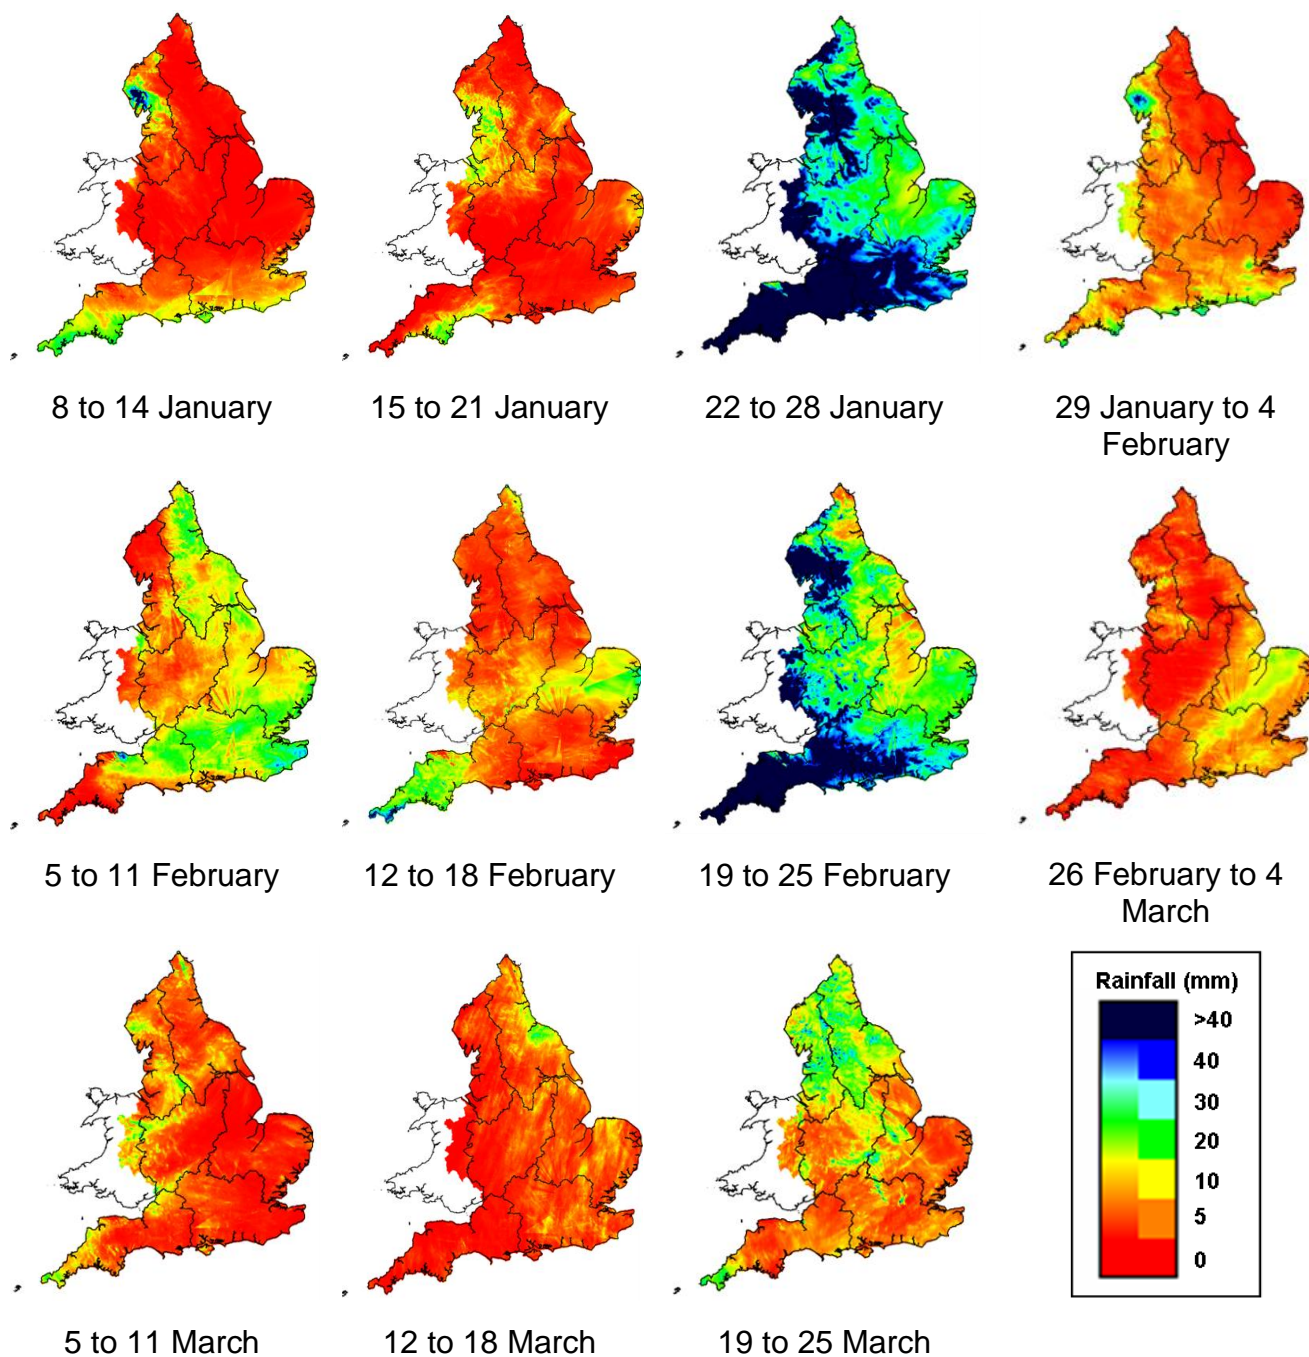 8 to 14 January
15 to 21 January
22 to 28 January
29 January to 4
February
5 to 11 February
12 to 18 February
19 to 25 February
26 February to 4
March
Rainfall (mm)
>40
40
30
20
10
5
0
5 to 11 March
12 to 18 March
19 to 25 March